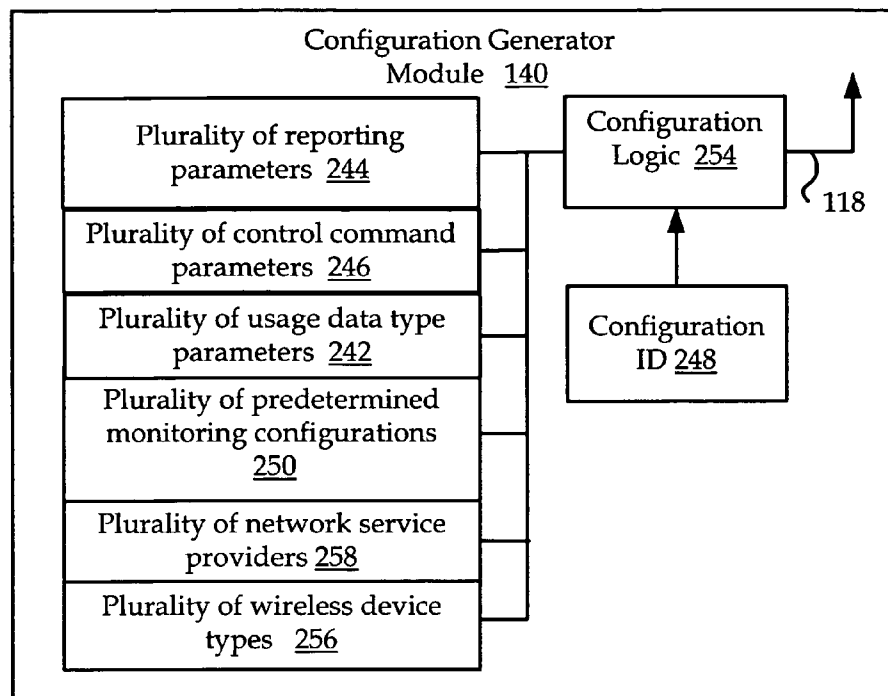 Configuration Generator
Module 140
Plurality of reporting
parameters 244
Plurality of control command
parameters 246
Plurality of usage data type
parameters 242
Plurality of predetermined
monitoring configurations
250
Plurality of network service
providers 258
Plurality of wireless device
types 256
Configuration
Logic 254
118
Configuration
ID 248